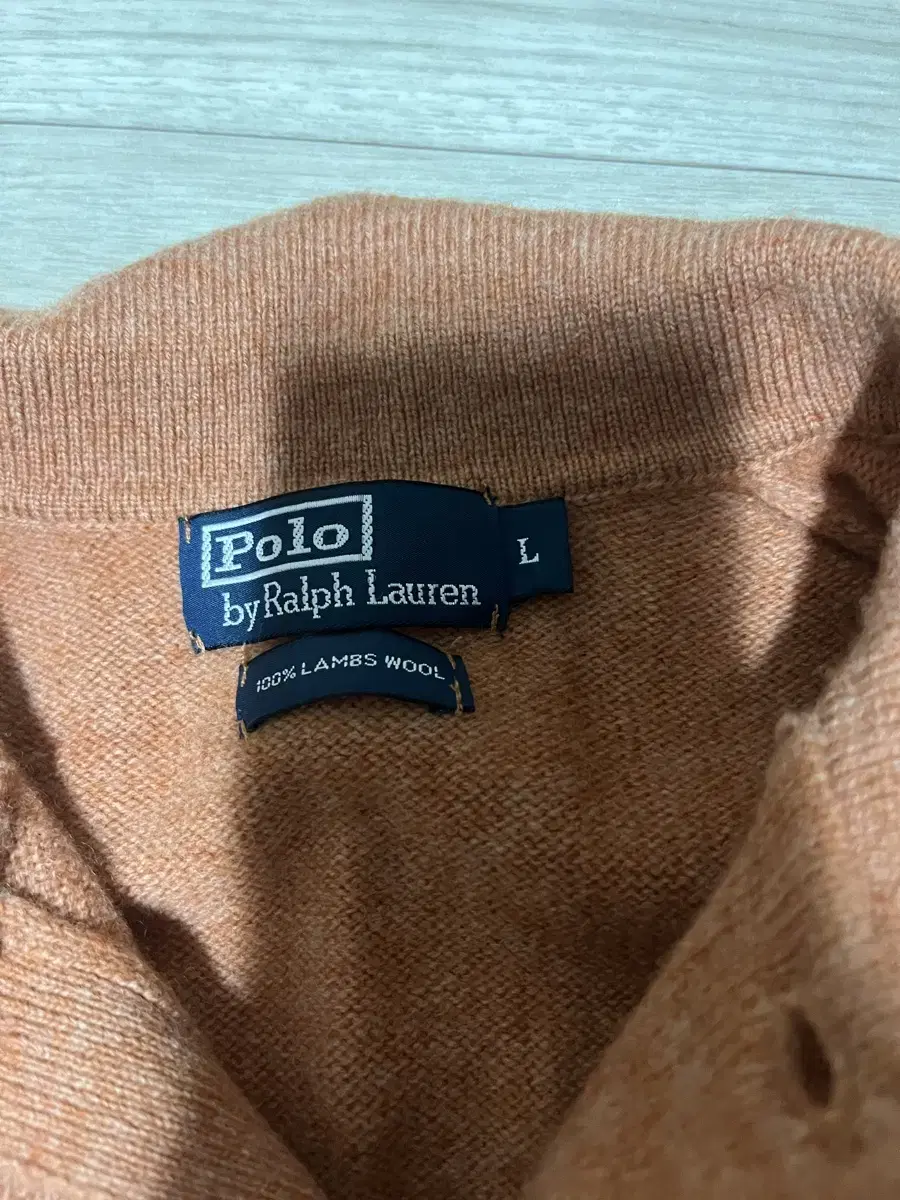 Polo
by Ralph Lauren
L
100% LAMBS WOOL